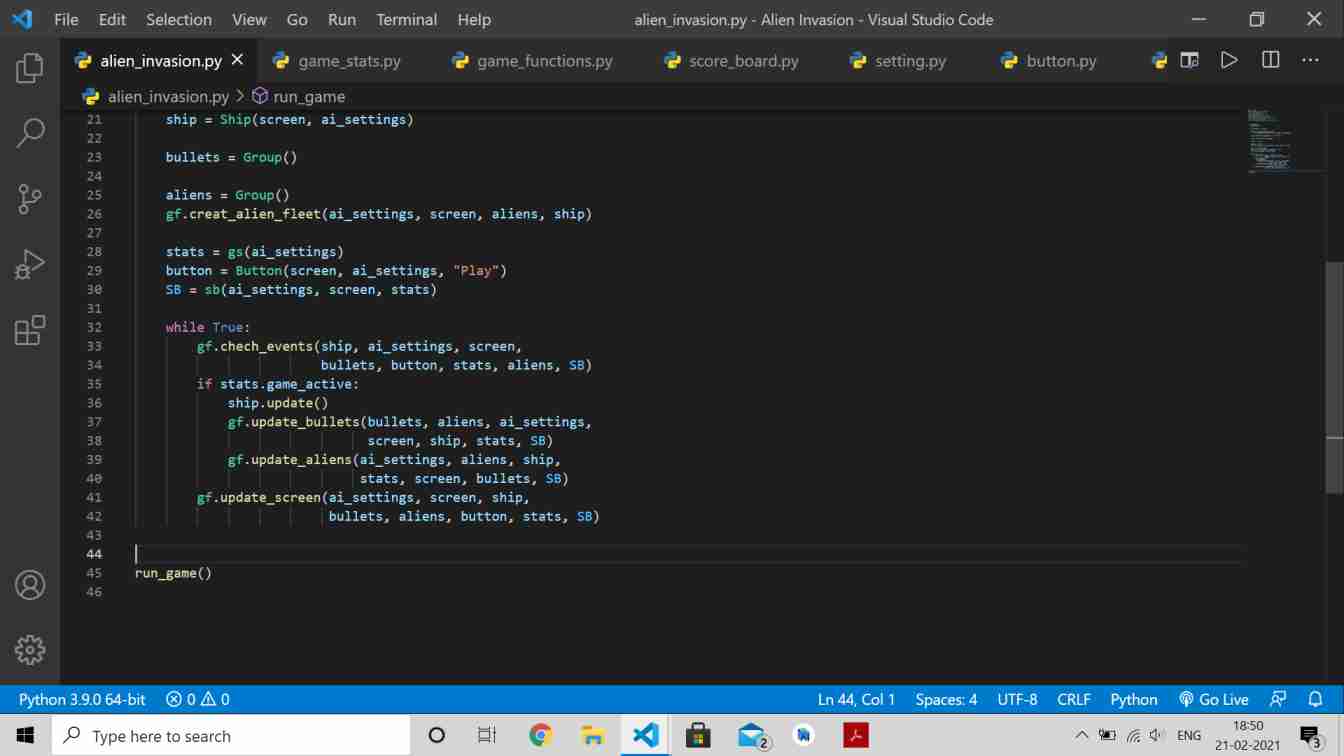 File Edit Selection View Go Run Terminal Help alien_invasion.py - Alien Invasion - Visual Studio Code
alien_invasion.py game_stats.py game_functions.py score_board.py setting.py button.py
alien_invasion.py > run_game
21 ship = Ship(screen, ai_settings)
22
23 bullets = Group()
24
25 aliens = Group()
26 gf.creat_alien_fleet(ai_settings, screen, aliens, ship)
27
28 stats = gs(ai_settings)
29 button = Button(screen, ai_settings, "Play")
30 SB = sb(ai_settings, screen, stats)
31
32 while True:
33 gf.chech_events(ship, ai_settings, screen,
34 bullets, button, stats, aliens, SB)
35 if stats.game_active:
36 ship.update()
37 gf.update_bullets(bullets, aliens, ai_settings,
38 screen, ship, stats, SB)
39 gf.update_aliens(ai_settings, aliens, ship,
40 stats, screen, bullets, SB)
41 gf.update_screen(ai_settings, screen, ship,
42 bullets, aliens, button, stats, SB)
43
44
45 run_game()
46
Python 3.9.0 64-bit 0 0 Ln 44, Col 1 Spaces: 4 UTF-8 CRLF Python Go Live
Type here to search 2 ENG 18:50 3
21-02-2021